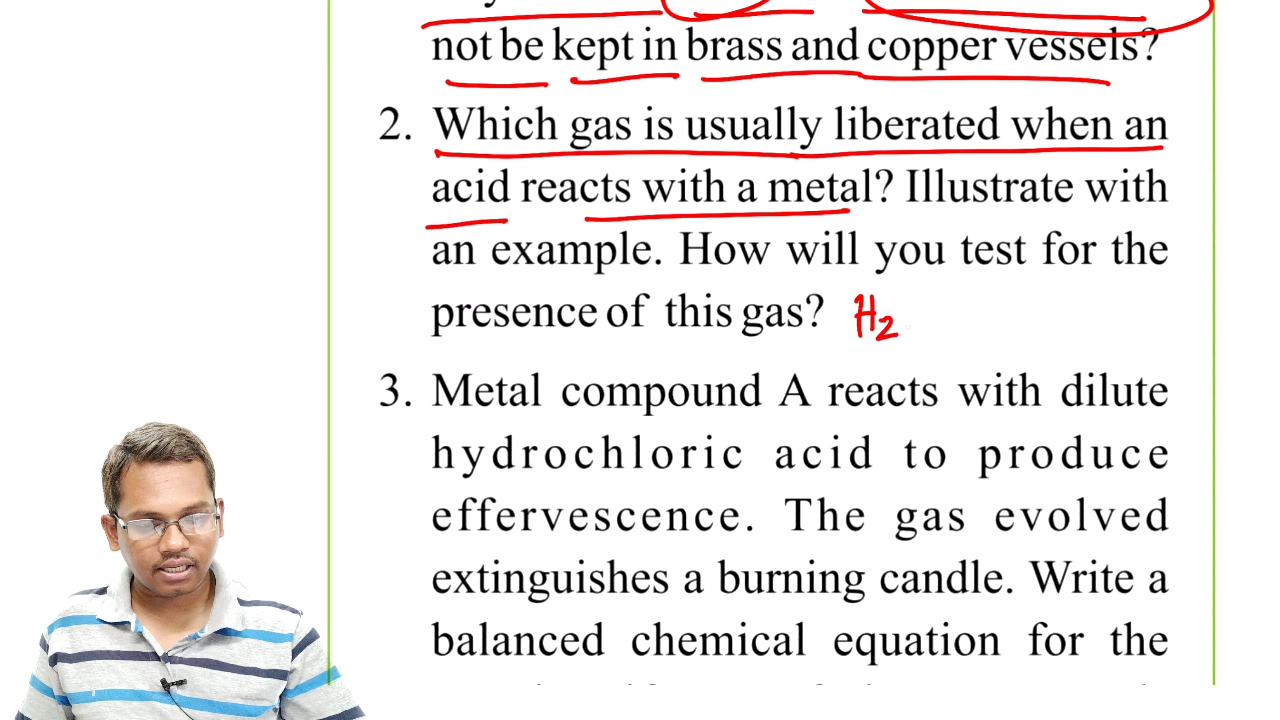 not be kept in brass and copper vessels?
2. Which gas is usually liberated when an
acid reacts with a metal? Illustrate with
an example. How will you test for the
presence of this gas? H2
3. Metal compound A reacts with dilute
hydrochloric acid to produce
effervescence. The gas evolved
extinguishes a burning candle. Write a
balanced chemical equation for the